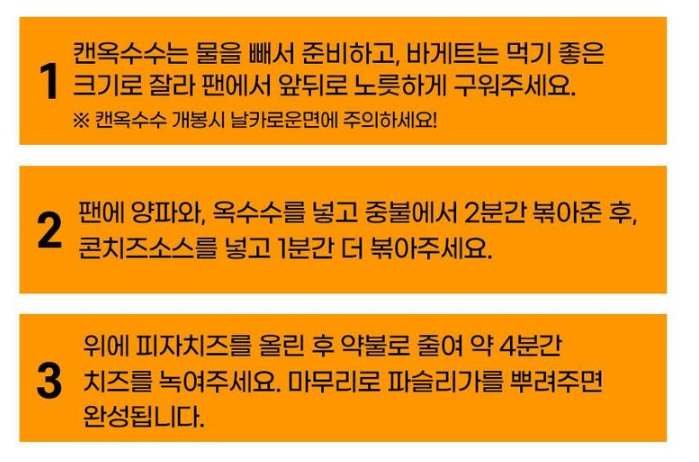 1
캔옥수수는 물을 빼서 준비하고, 바게트는 먹기 좋은
크기로 잘라 팬에서 앞뒤로 노릇하게 구워주세요.
※ 캔옥수수 개봉시 날카로운면에 주의하세요!
2
팬에 양파와, 옥수수를 넣고 중불에서 2분간 볶아준 후,
콘치즈소스를 넣고 1분간 더 볶아주세요.
3
위에 피자치즈를 올린 후 약불로 줄여 약 4분간
치즈를 녹여주세요. 마무리로 파슬리가를 뿌려주면
완성됩니다.